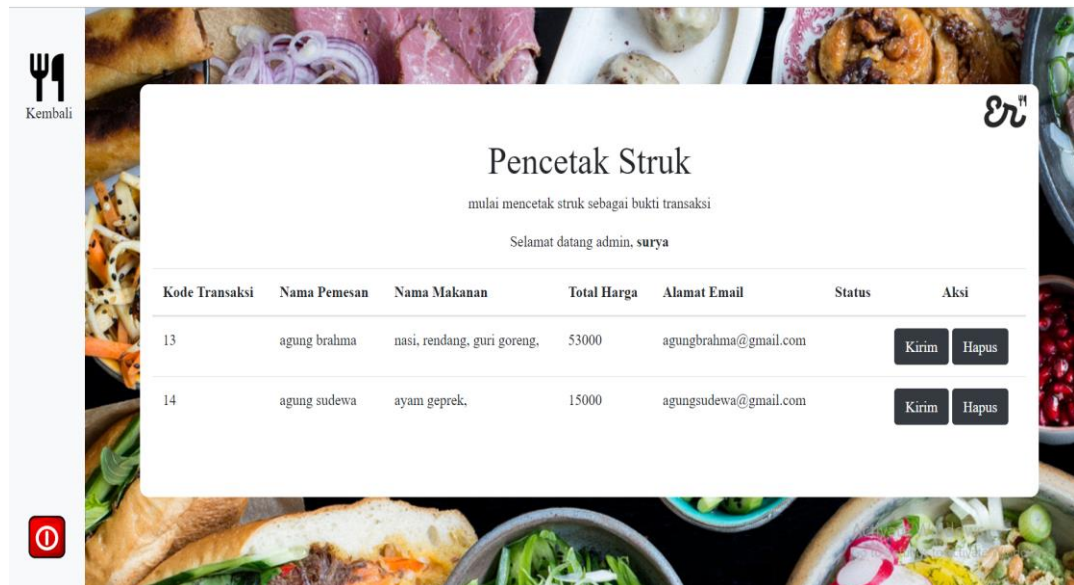 Kembali
Er
Pencetak Struk
mulai mencetak struk sebagai bukti transaksi
Selamat datang admin, surya
Kode Transaksi Nama Pemesan Nama Makanan Total Harga Alamat Email Status Aksi
13 agung brahma nasi, rendang, guri goreng, 53000 agungbrahma@gmail.com Kirim Hapus
14 agung sudewa ayam geprek, 15000 agungsudewa@gmail.com Kirim Hapus